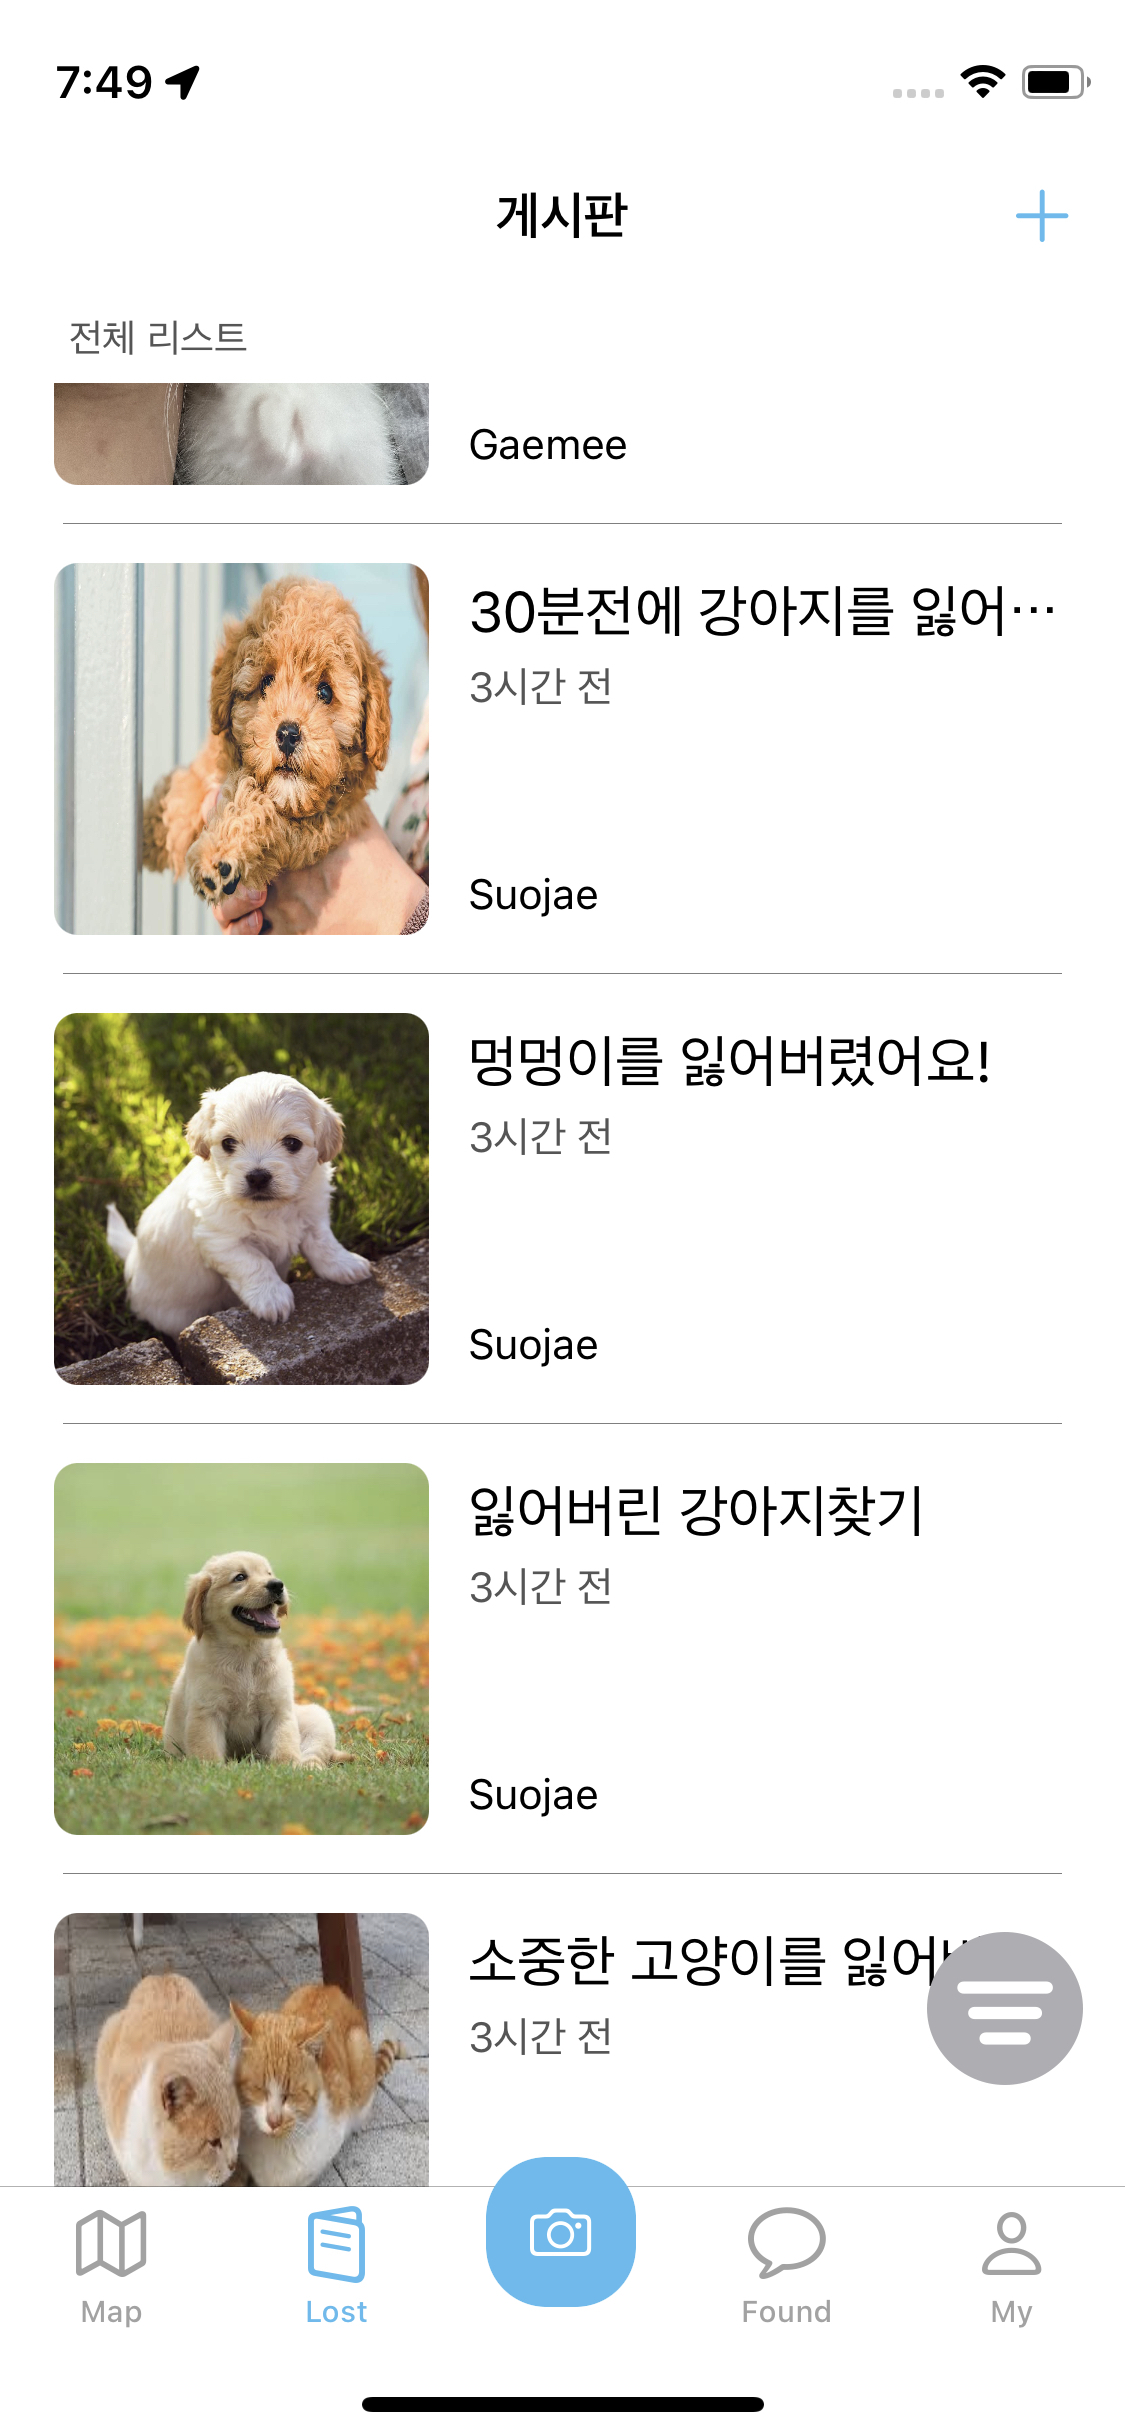 7:49
게시판
전체 리스트
Gaemee
30분전에 강아지를 잃어…
3시간 전
Suojae
멍멍이를 잃어버렸어요!
3시간 전
Suojae
잃어버린 강아지찾기
3시간 전
Suojae
소중한 고양이를 잃어
3시간 전
Map
Lost
Found
My